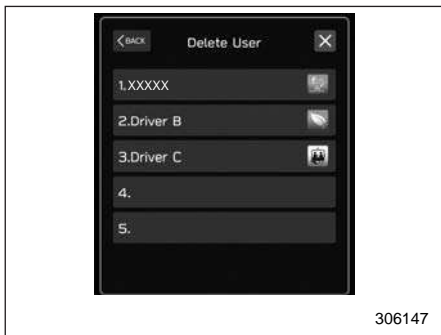 BACK Delete User X
1.XXXXX
2.Driver B
3.Driver C
4.
5.
306147